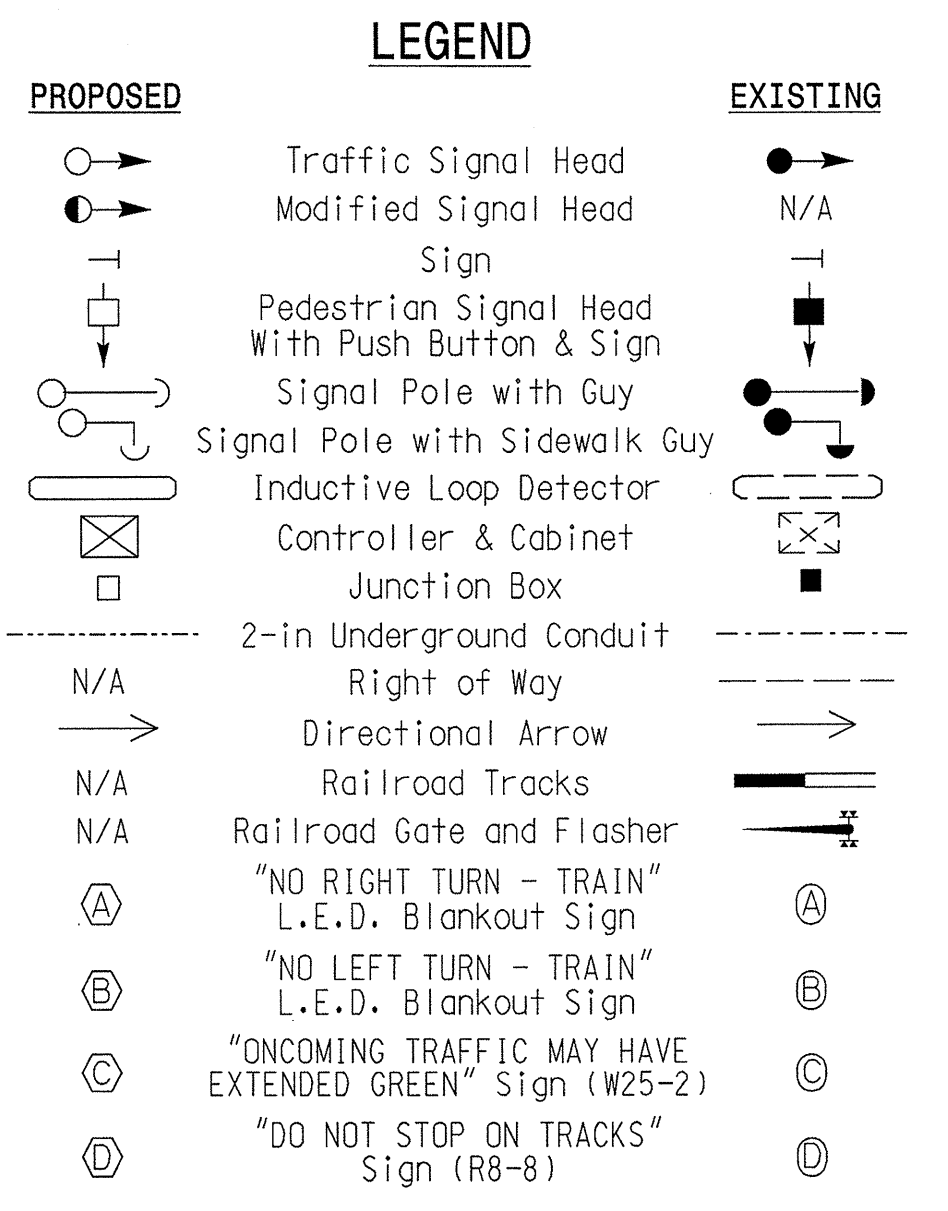 LEGEND
PROPOSED EXISTING
Traffic Signal Head
Modified Signal Head N/A
Sign
Pedestrian Signal Head
With Push Button & Sign
Signal Pole with Guy
Signal Pole with Sidewalk Guy
Inductive Loop Detector
Controller & Cabinet
Junction Box
2-in Underground Conduit
N/A Right of Way
Directional Arrow
N/A Railroad Tracks
N/A Railroad Gate and Flasher
"NO RIGHT TURN - TRAIN"
A L.E.D. Blankout Sign A
"NO LEFT TURN - TRAIN"
B L.E.D. Blankout Sign B
"ONCOMING TRAFFIC MAY HAVE
C EXTENDED GREEN" Sign (W25-2) C
"DO NOT STOP ON TRACKS"
D Sign (R8-8) D